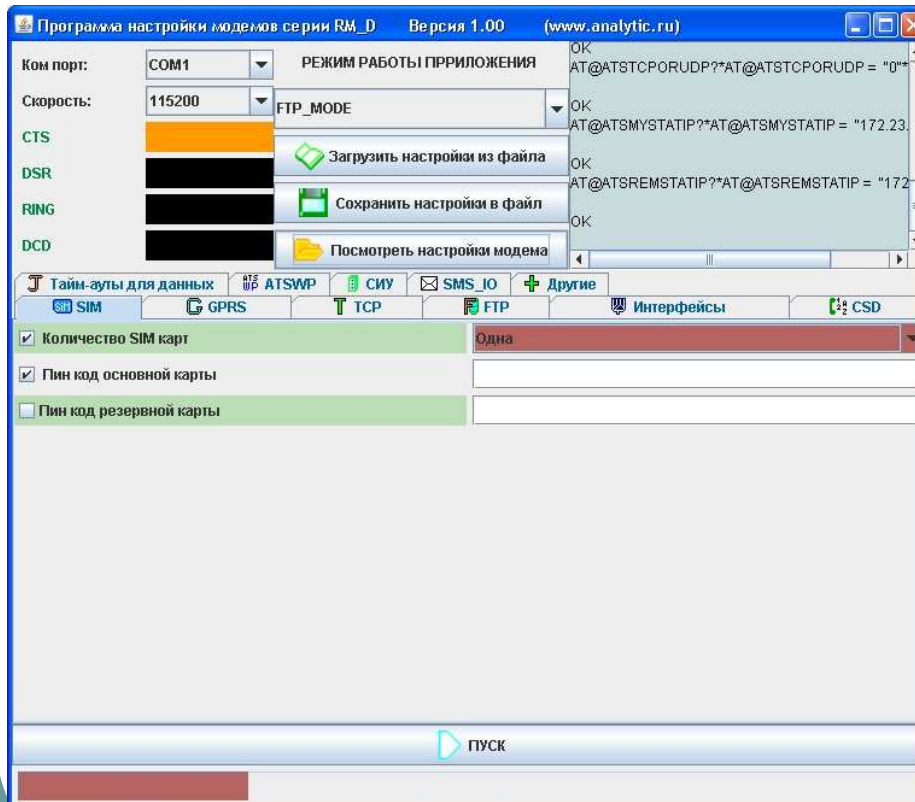 Программа настройки модемов серии RM_D Версия 1.00 (www.analytic.ru)
Ком порт:
COM1
РЕЖИМ РАБОТЫ ПРРИЛОЖЕНИЯ
Скорость:
115200
FTP_MODE
CTS
Загрузить настройки из файла
DSR
Сохранить настройки в файл
RING
Посмотреть настройки модема
DCD
OK
AT@ATSTCPORUDP?*AT@ATSTCPORUDP = "0"*
OK
AT@ATSMYSTATIP?*AT@ATSMYSTATIP = "172.23.
OK
AT@ATSREMSTATIP?*AT@ATSREMSTATIP = "172
OK
Тайм-ауты для данных ATSWP СИУ SMS_IO Другие
SIM GPRS TCP FTP Интерфейсы CSD
Количество SIM карт
Одна
Пин код основной карты
Пин код резервной карты
ПУСК